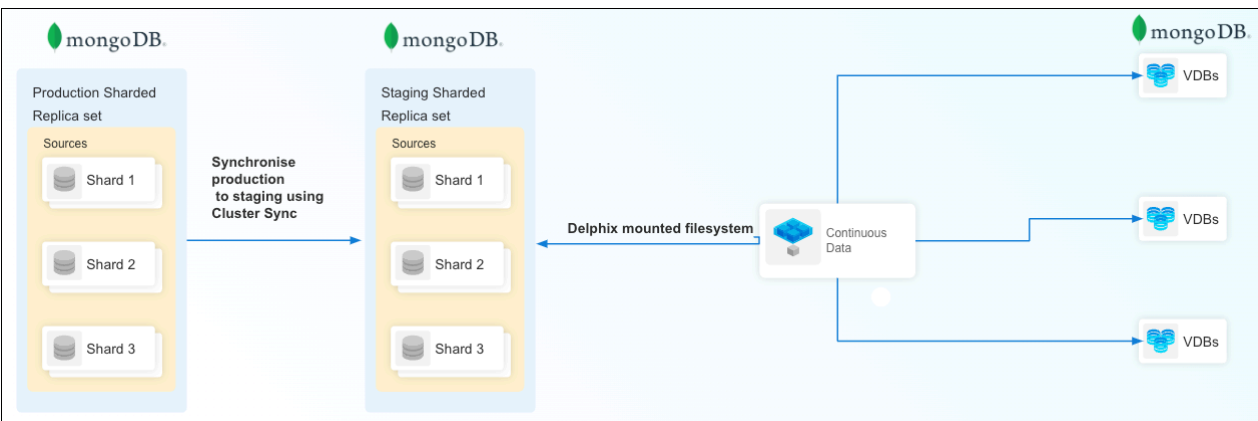 mongoDB.
Production Sharded
Replica set
Sources
Shard 1
Shard 2
Shard 3
Synchronise
production
to staging using
Cluster Sync
mongoDB.
Staging Sharded
Replica set
Sources
Shard 1
Shard 2
Shard 3
Delphix mounted filesystem
Continuous
Data
mongoDB.
VDBs
VDBs
VDBs